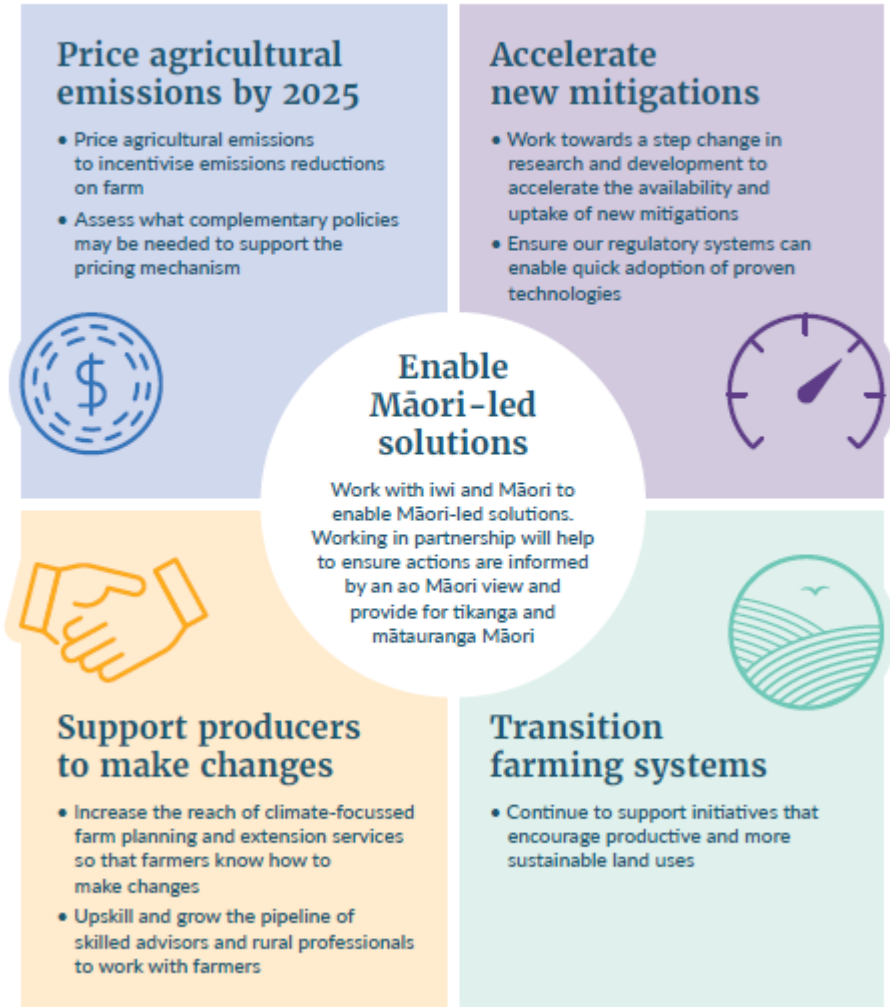 Price agricultural
emissions by 2025
• Price agricultural emissions
to incentivise emissions reductions
on farm
• Assess what complementary policies
may be needed to support the
pricing mechanism
$
Accelerate
new mitigations
• Work towards a step change in
research and development to
accelerate the availability and
uptake of new mitigations
• Ensure our regulatory systems can
enable quick adoption of proven
technologies
Enable
Māori-led
solutions
Work with iwi and Māori to
enable Māori-led solutions.
Working in partnership will help
to ensure actions are informed
by an ao Māori view and
provide for tikanga and
mātauranga Māori
Support producers
to make changes
• Increase the reach of climate-focussed
farm planning and extension services
so that farmers know how to
make changes
• Upskill and grow the pipeline of
skilled advisors and rural professionals
to work with farmers
Transition
farming systems
• Continue to support initiatives that
encourage productive and more
sustainable land uses